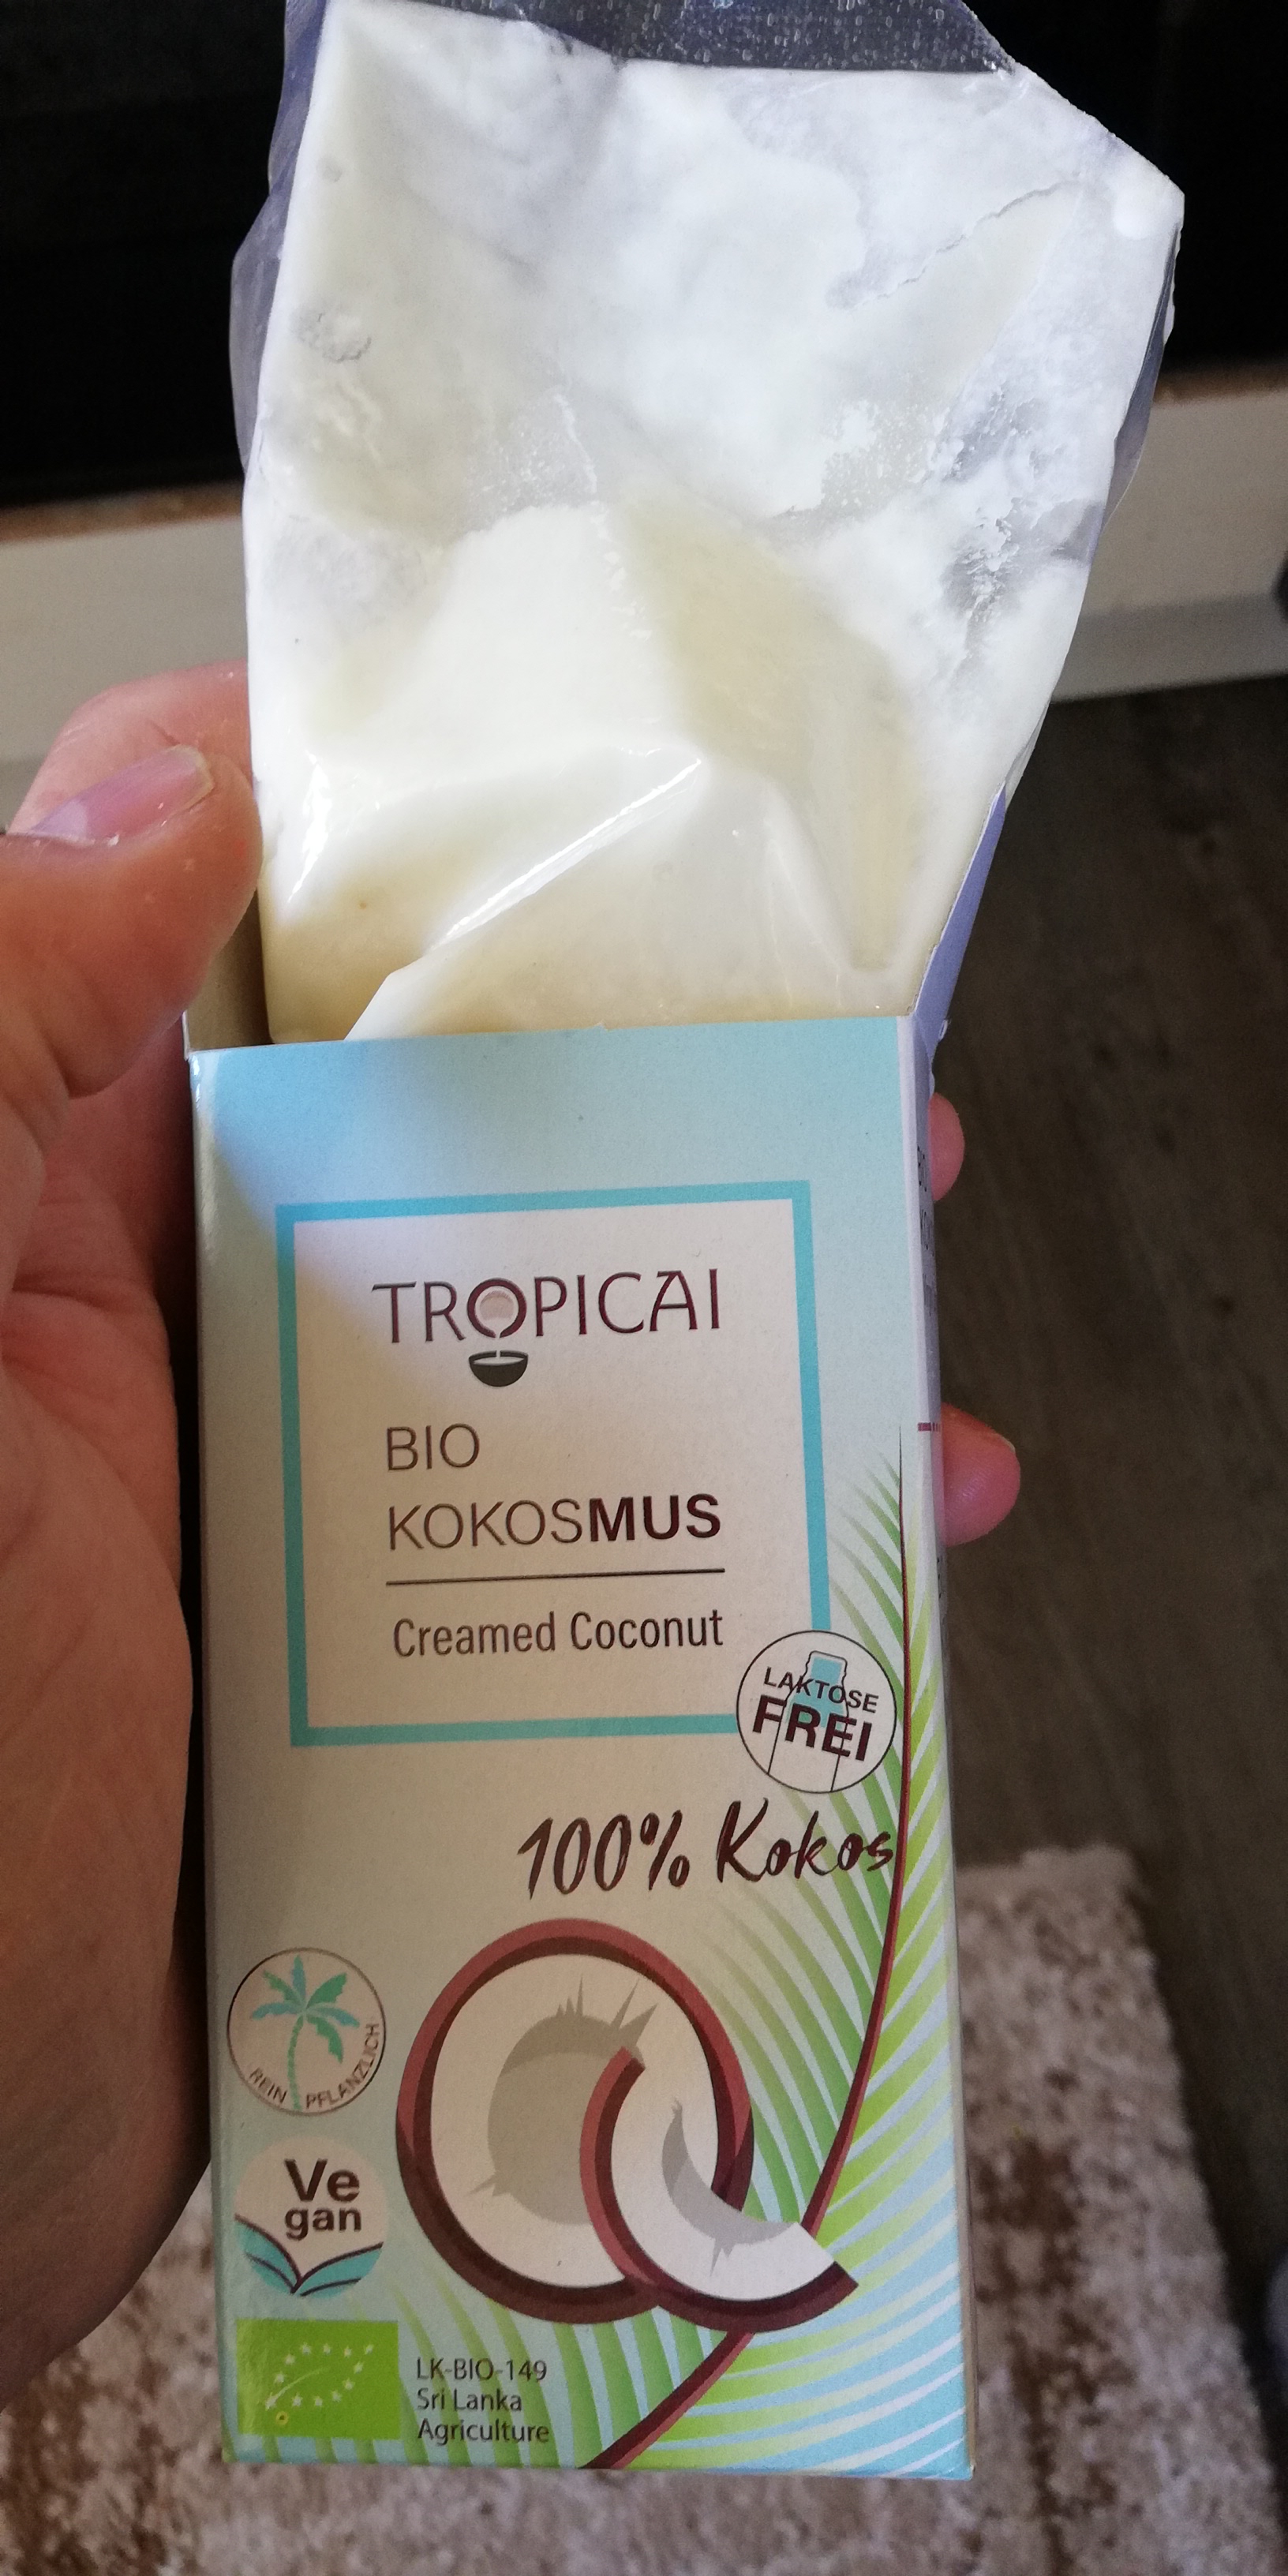 TROPICAI
BIO
KOKOSMUS
Creamed Coconut
LAKTOSE
FREI
100% Kokos
REIN PFLANZLICH
Ve
gan
LK-BIO-149
Sri Lanka
Agriculture